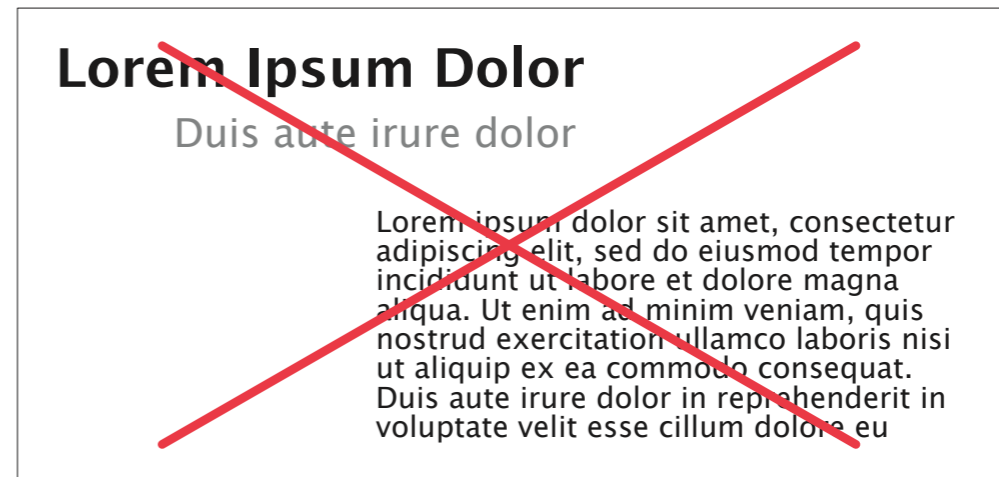 Lorem Ipsum Dolor
Duis aute irure dolor
Lorem ipsum dolor sit amet, consectetur
adipiscing elit, sed do eiusmod tempor
incididunt ut labore et dolore magna
aliqua. Ut enim ad minim veniam, quis
nostrud exercitation ullamco laboris nisi
ut aliquip ex ea commodo consequat.
Duis aute irure dolor in reprehenderit in
voluptate velit esse cillum dolore eu